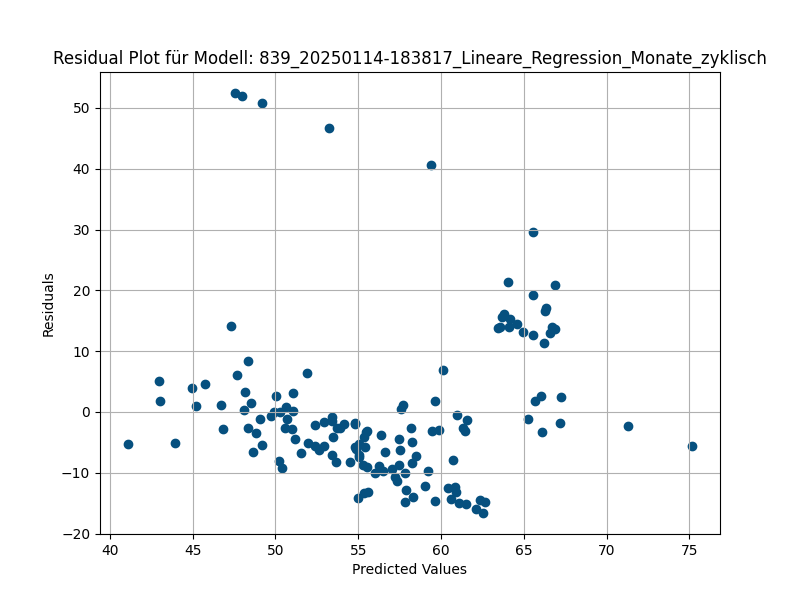 Residual Plot für Modell: 839_20250114-183817_Lineare_Regression_Monate_zyklisch
50
40
30
20
10
0
−10
−20
Residuals
40 45 50 55 60 65 70 75
Predicted Values